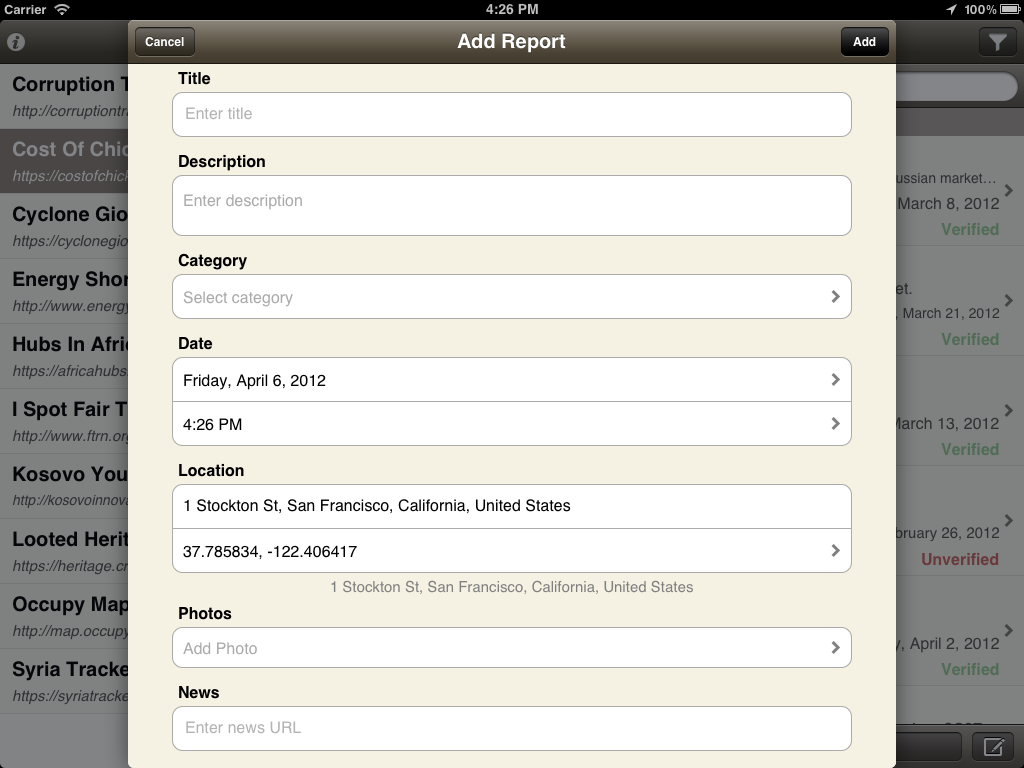 Carrier
4:26 PM
100%
Cancel
Add Report
Add
Corruption
http://corruptiontr
Cost Of Chic
https://costofchick
Cyclone Gio
https://cyclonegio
Energy Shor
http://www.energy
Hubs In Afri
https://africahubs.
I Spot Fair T
http://www.ftrn.org
Kosovo You
http://kosovoinnova
Looted Herit
https://heritage.cr
Occupy Map
http://map.occupy
Syria Tracke
https://syriatracke
Title
Enter title
Description
Enter description
Category
Select category
Date
Friday, April 6, 2012
4:26 PM
Location
1 Stockton St, San Francisco, California, United States
37.785834, -122.406417
1 Stockton St, San Francisco, California, United States
Photos
Add Photo
News
Enter news URL
ussian market...
March 8, 2012
Verified
et.
, March 21, 2012
Verified
March 13, 2012
Verified
bruary 26, 2012
Unverified
y, April 2, 2012
Verified